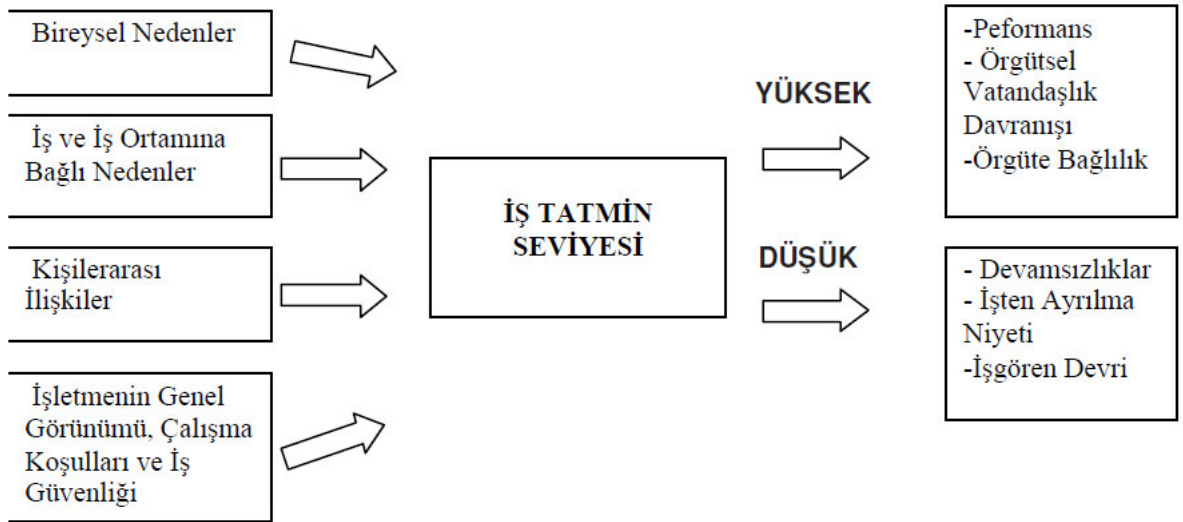 Bireysel Nedenler
İş ve İş Ortamına
Bağlı Nedenler
Kişilerarası
İlişkiler
İşletmenin Genel
Görünümü, Çalışma
Koşulları ve İş
Güvenliği
İŞ TATMİN
SEVİYESİ
YÜKSEK
-Peformans
- Örgütsel
Vatandaşlık
Davranışı
-Örgüte Bağlılık
DÜŞÜK
- Devamsızlıklar
- İşten Ayrılma
Niyeti
-İşgören Devri